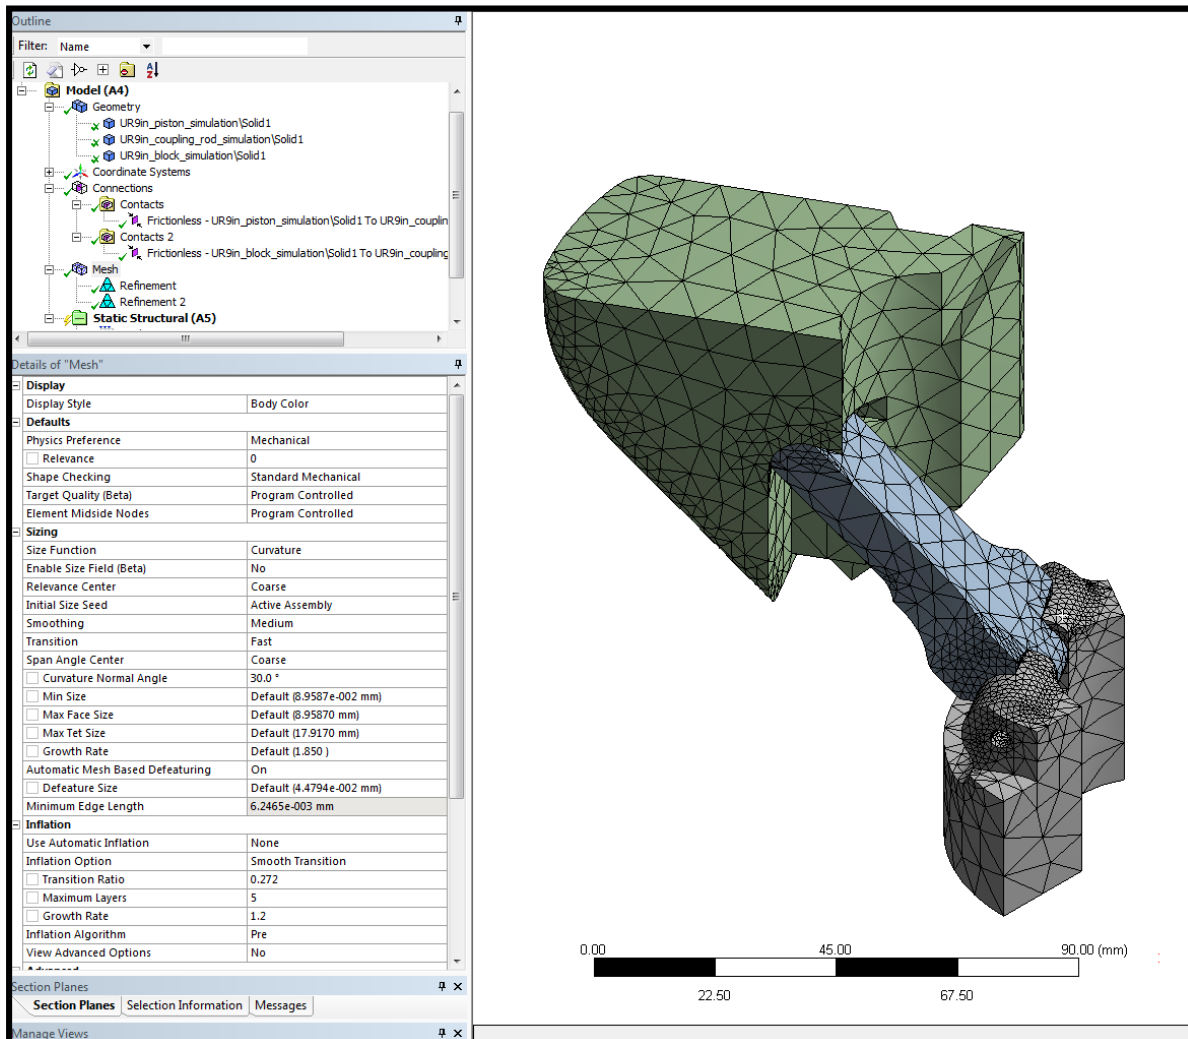 Outline
Filter: Name
Model (A4)
Geometry
UR9in_piston_simulation\Solid1
UR9in_coupling_rod_simulation\Solid1
UR9in_block_simulation\Solid1
Coordinate Systems
Connections
Contacts
Frictionless - UR9in_piston_simulation\Solid1 To UR9in_couplin
Contacts 2
Frictionless - UR9in_block_simulation\Solid1 To UR9in_coupling
Mesh
Refinement
Refinement 2
Static Structural (A5)
Details of "Mesh"
Display
Display Style Body Color
Defaults
Physics Preference Mechanical
Relevance 0
Shape Checking Standard Mechanical
Target Quality (Beta) Program Controlled
Element Midside Nodes Program Controlled
Sizing
Size Function Curvature
Enable Size Field (Beta) No
Relevance Center Coarse
Initial Size Seed Active Assembly
Smoothing Medium
Transition Fast
Span Angle Center Coarse
Curvature Normal Angle 30.0 °
Min Size Default (8.9587e-002 mm)
Max Face Size Default (8.95870 mm)
Max Tet Size Default (17.9170 mm)
Growth Rate Default (1.850 )
Automatic Mesh Based Defeaturing On
Defeature Size Default (4.4794e-002 mm)
Minimum Edge Length 6.2465e-003 mm
Inflation
Use Automatic Inflation None
Inflation Option Smooth Transition
Transition Ratio 0.272
Maximum Layers 5
Growth Rate 1.2
Inflation Algorithm Pre
View Advanced Options No
Advanced
Section Planes
Section Planes Selection Information Messages
Manage Views
0.00 45.00 90.00 (mm)
22.50 67.50